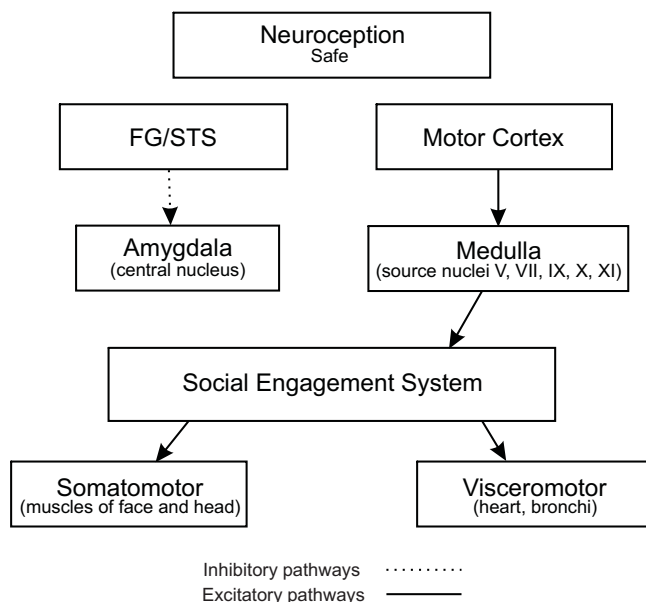 Neuroception
Safe
FG/STS
Motor Cortex
Amygdala
(central nucleus)
Medulla
(source nuclei V, VII, IX, X, XI)
Social Engagement System
Somatomotor
(muscles of face and head)
Visceromotor
(heart, bronchi)
Inhibitory pathways
Excitatory pathways